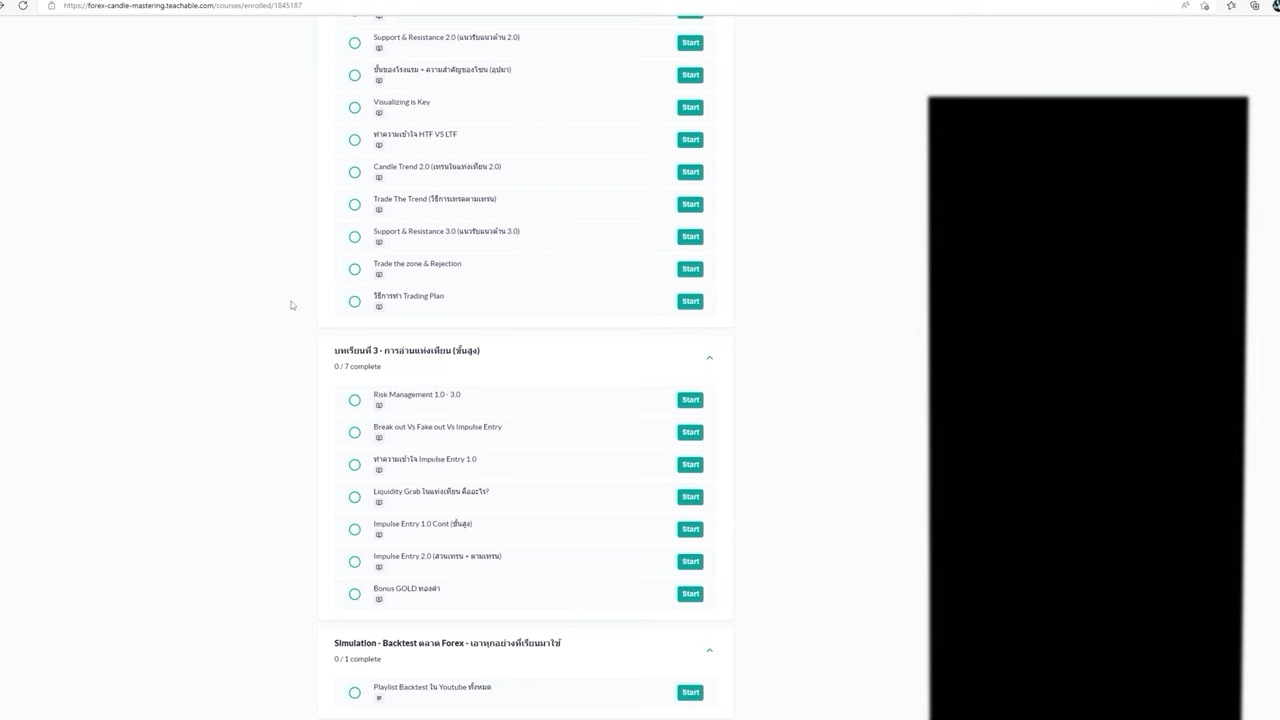 https://forex-candle-mastering.teachable.com/courses/enrolled/1845187
Support & Resistance 2.0 (แนวรับแนวต้าน 2.0)
Start
ชั้นของโรงแรม + ความสำคัญของโซน (อุปมา)
Start
Visualizing is Key
Start
ทำความเข้าใจ HTF VS LTF
Start
Candle Trend 2.0 (เทรนในแท่งเทียน 2.0)
Start
Trade The Trend (วิธีการเทรดตามเทรน)
Start
Support & Resistance 3.0 (แนวรับแนวต้าน 3.0)
Start
Trade the zone & Rejection
Start
วิธีการทำ Trading Plan
Start
บทเรียนที่ 3 - การอ่านแท่งเทียน (ขั้นสูง)
0 / 7 complete
Risk Management 1.0 - 3.0
Start
Break out Vs Fake out Vs Impulse Entry
Start
ทำความเข้าใจ Impulse Entry 1.0
Start
Liquidity Grab ในแท่งเทียน คืออะไร?
Start
Impulse Entry 1.0 Cont (ขั้นสูง)
Start
Impulse Entry 2.0 (สวนเทรน + ตามเทรน)
Start
Bonus GOLD ทองคำ
Start
Simulation - Backtest ตลาด Forex - เอาทุกอย่างที่เรียนมาใช้
0 / 1 complete
Playlist Backtest ใน Youtube ทั้งหมด
Start